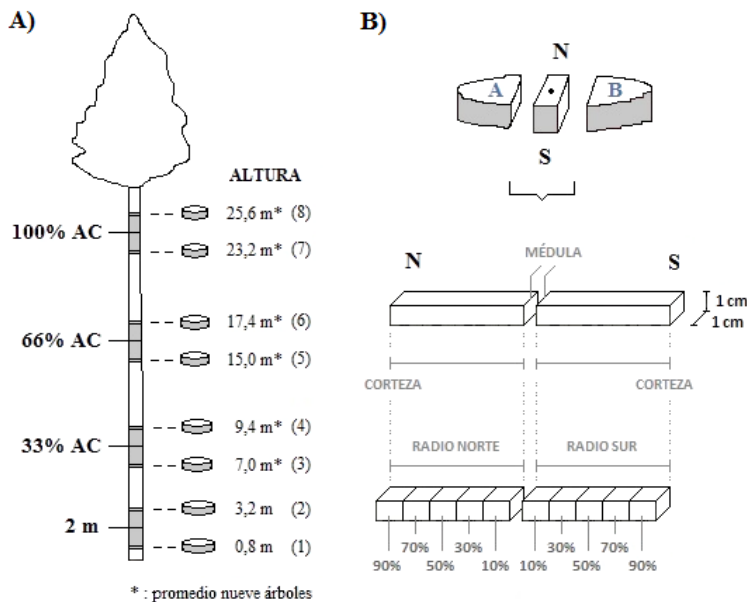 A)
ALTURA
25,6 m* (8)
100% AC
23,2 m* (7)
17,4 m* (6)
66% AC
15,0 m* (5)
9,4 m* (4)
33% AC
7,0 m* (3)
3,2 m (2)
2 m
0,8 m (1)
* : promedio nueve árboles
B)
N
A B
S
MÉDULA
N S
1 cm
1 cm
CORTEZA CORTEZA
RADIO NORTE RADIO SUR
70% 30% 30% 70%
90% 50% 10% 10% 50% 90%